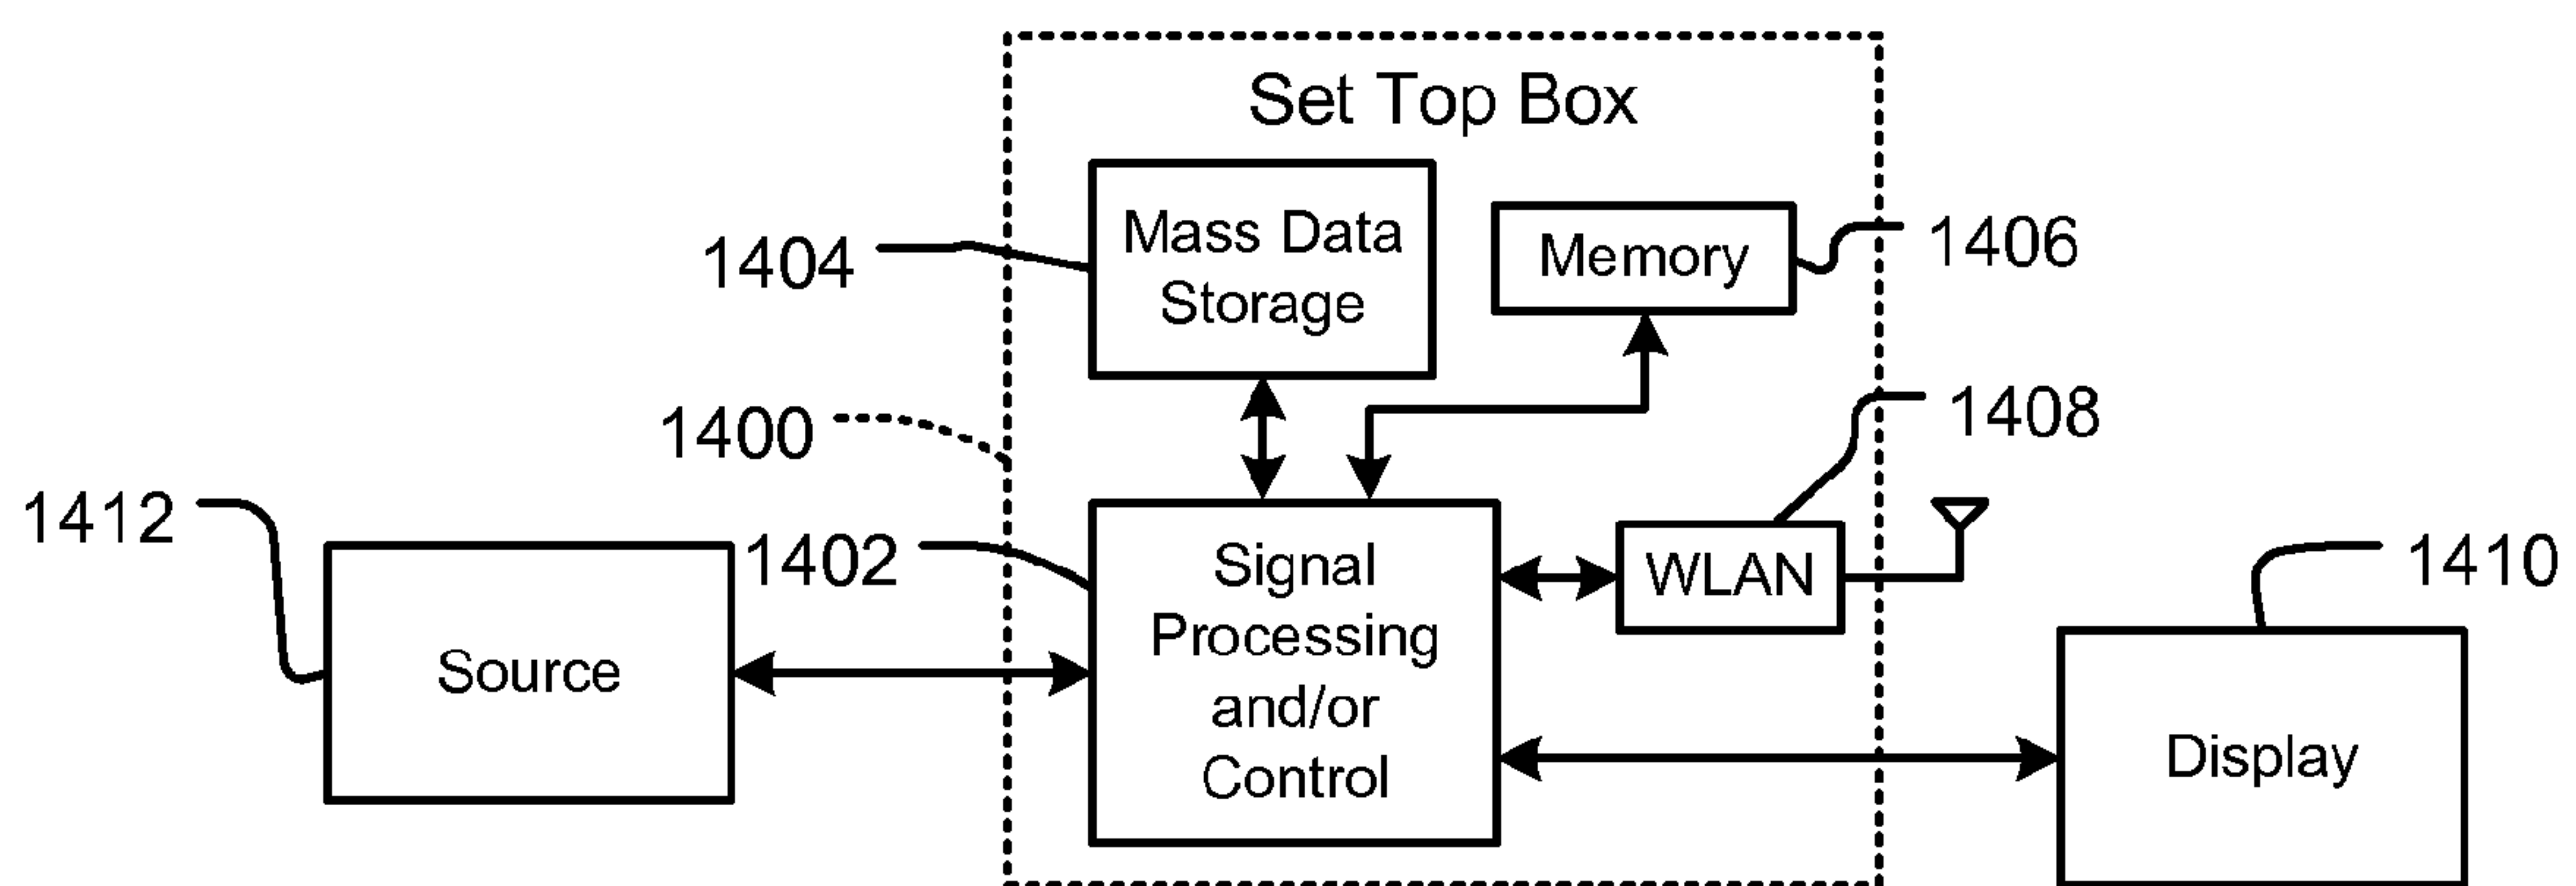 Set Top Box
1404
Mass Data
Storage
Memory
1406
1400
1408
1412
1402
Signal
Processing
and/or
Control
WLAN
1410
Source
Display